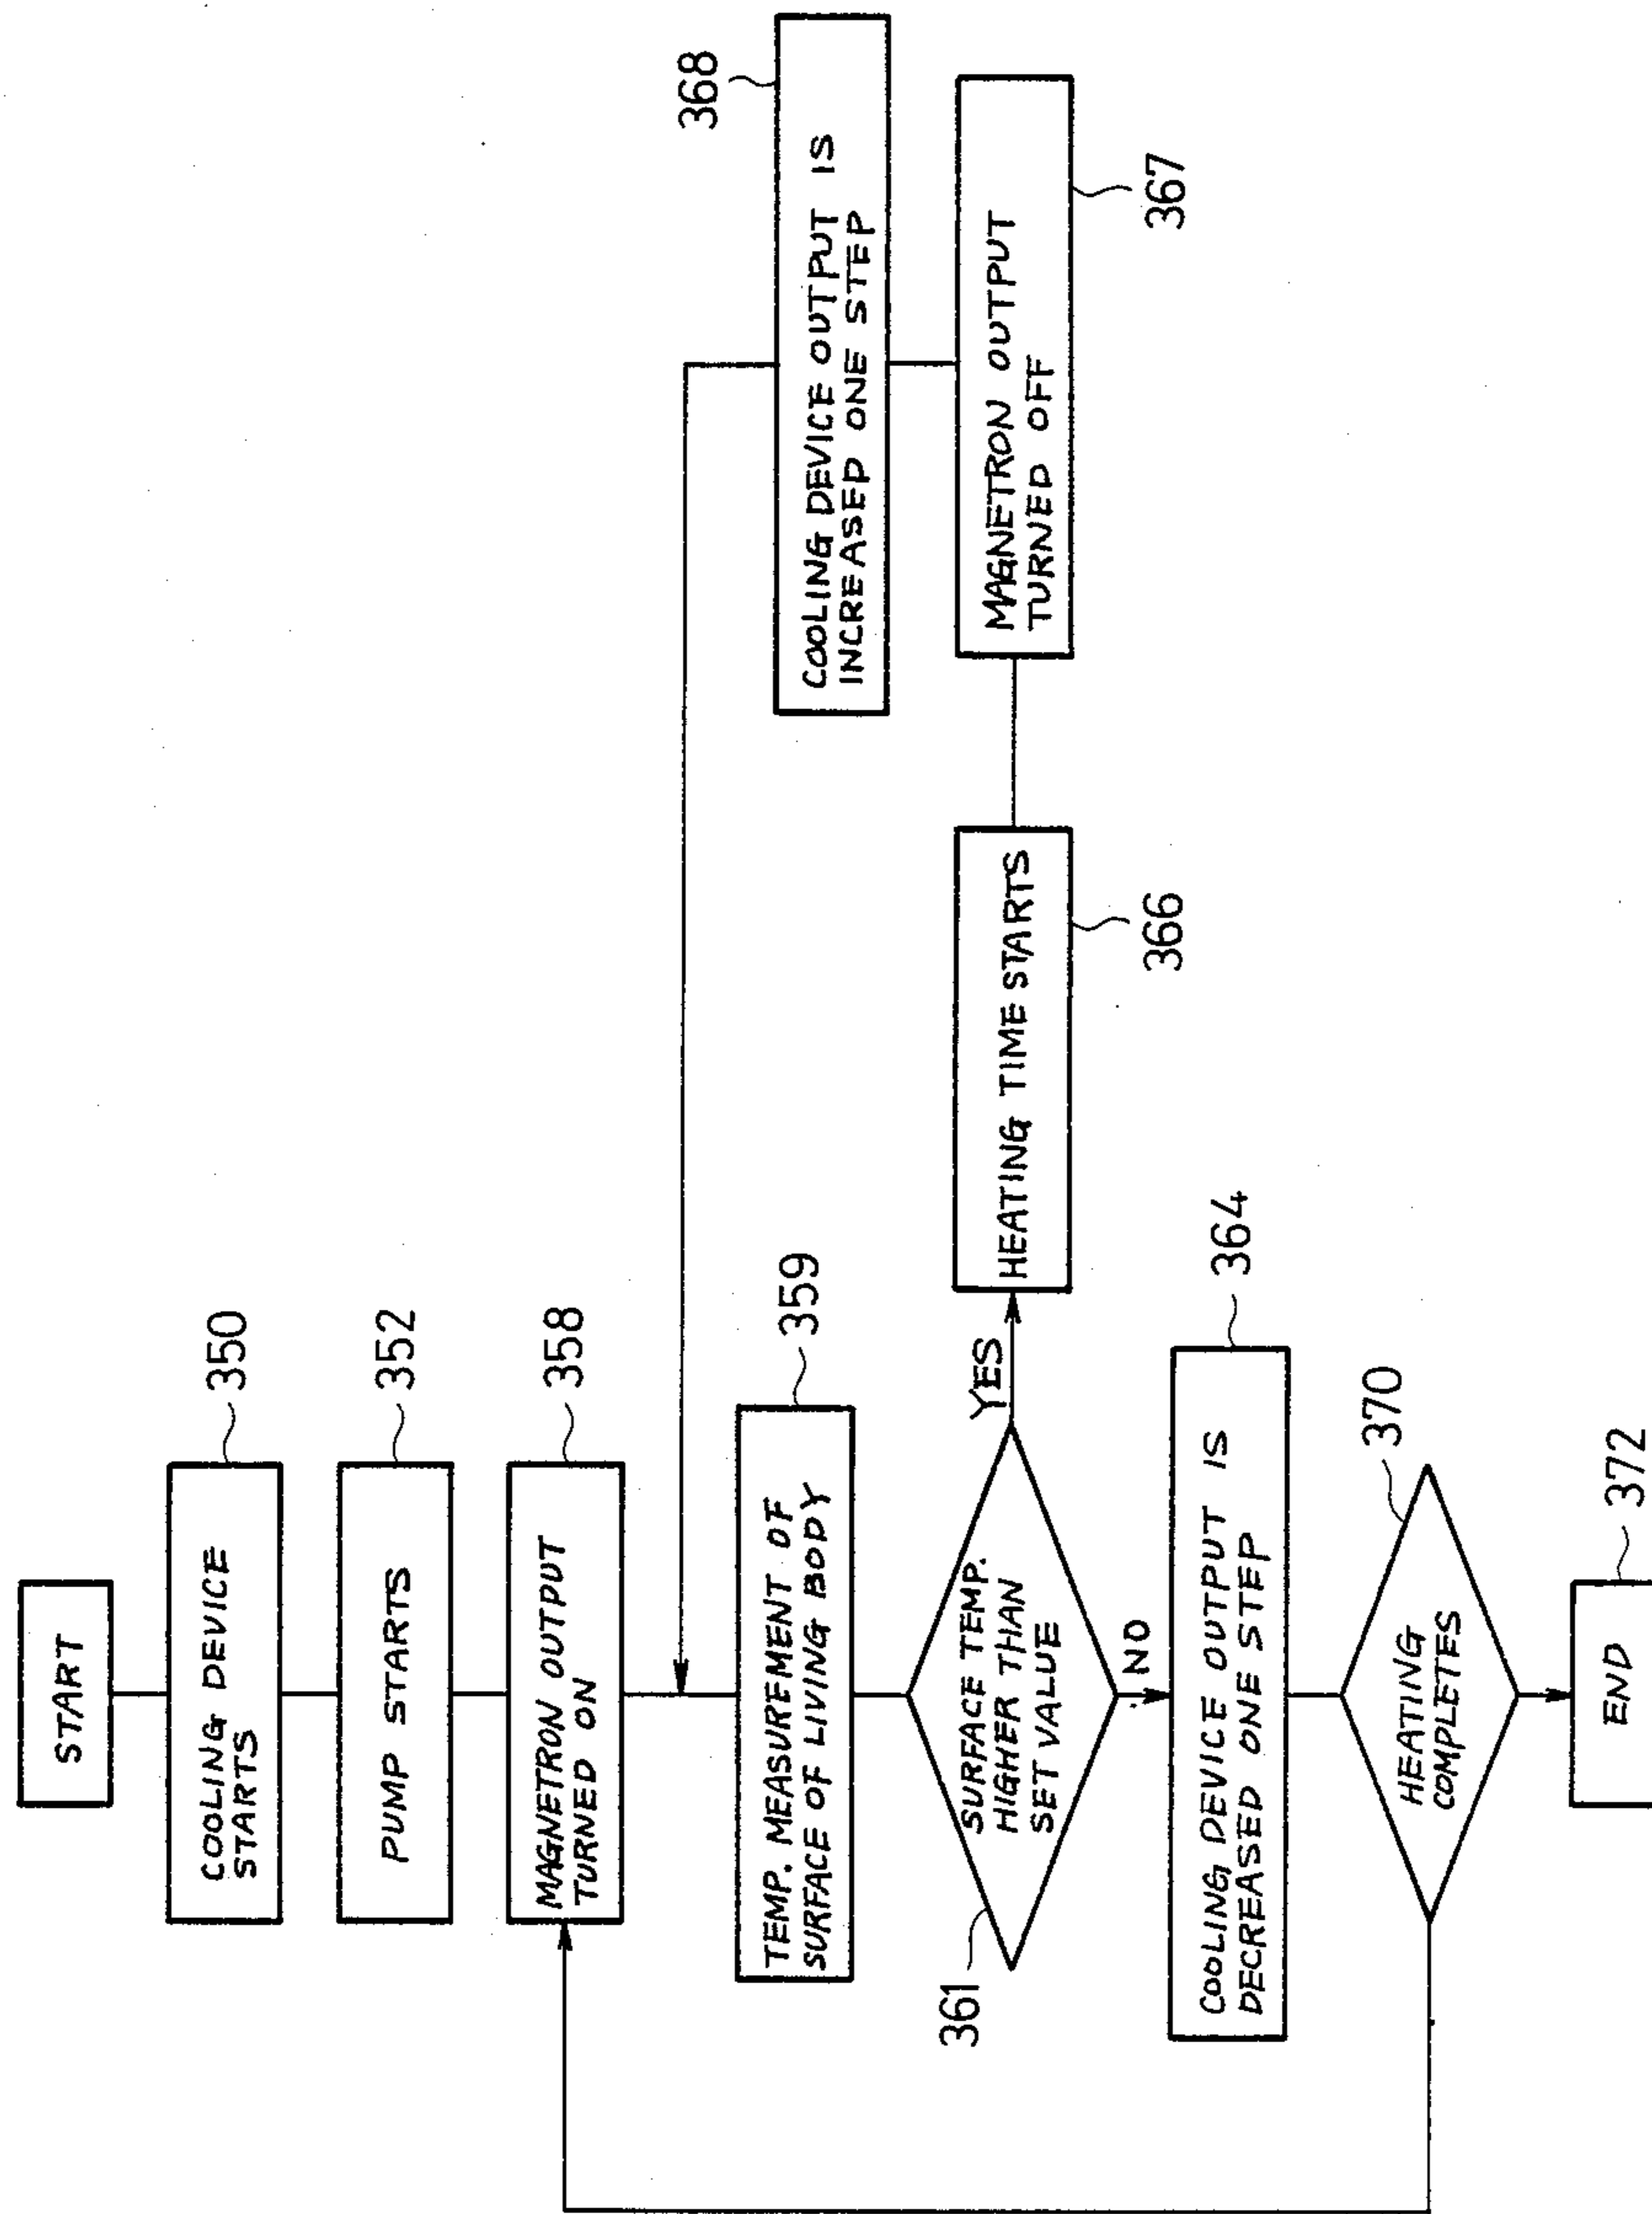 START
COOLING DEVICE
STARTS
350
PUMP STARTS
352
MAGNETRON OUTPUT
TURNED ON
358
TEMP. MEASUREMENT OF
SURFACE OF LIVING BODY
359
SURFACE TEMP.
HIGHER THAN
SET VALUE
361
YES
NO
HEATING TIME STARTS
366
MAGNETRON OUTPUT
TURNED OFF
367
COOLING DEVICE OUTPUT IS
INCREASED ONE STEP
368
COOLING DEVICE OUTPUT IS
DECREASED ONE STEP
364
HEATING
COMPLETES
370
END
372